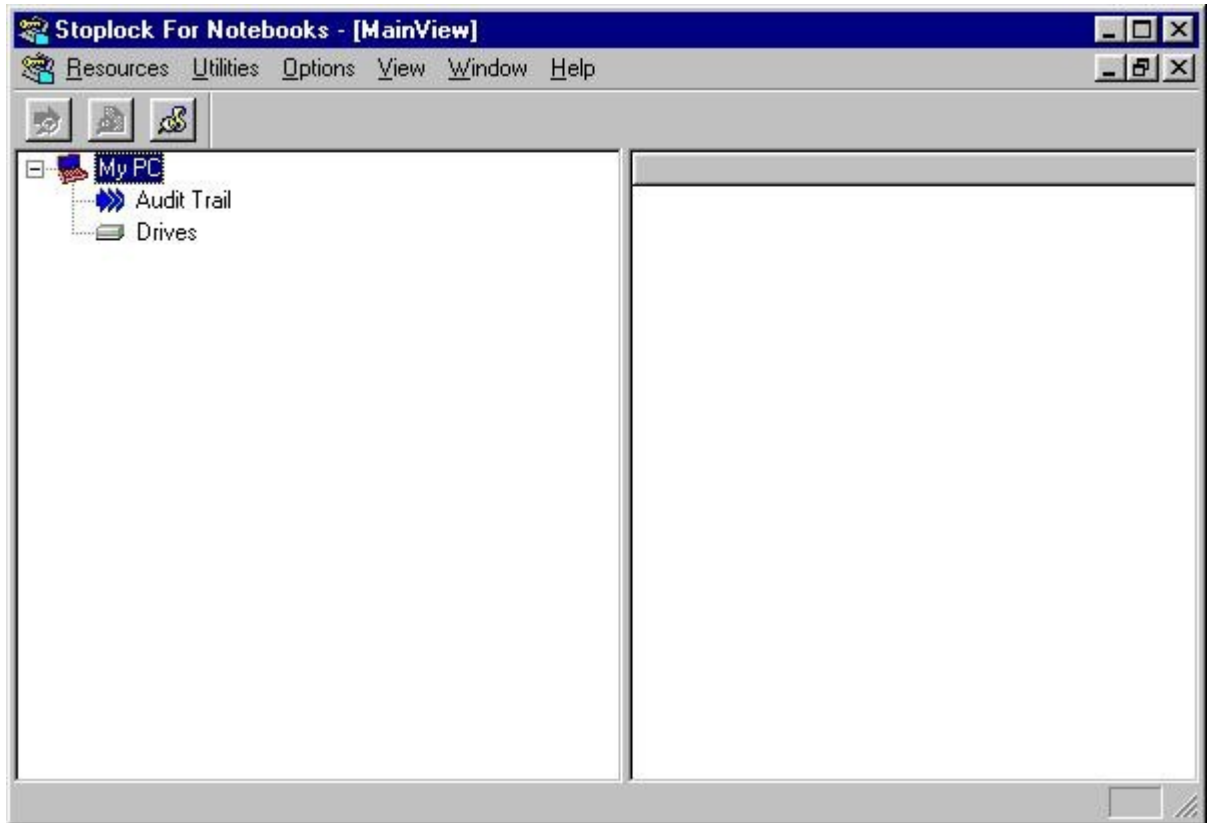 Stoplock For Notebooks - [MainView]
Resources Utilities Options View Window Help
My PC
Audit Trail
Drives